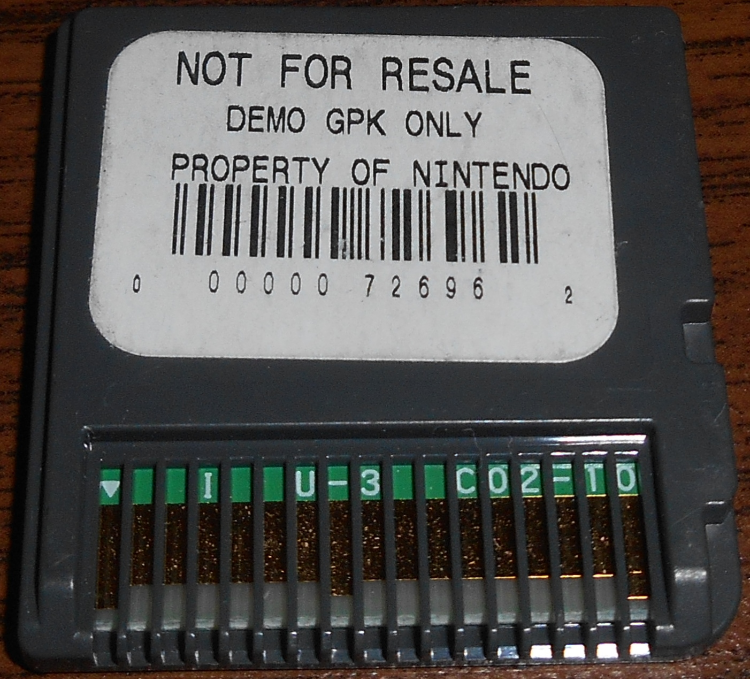 NOT FOR RESALE
DEMO GPK ONLY
PROPERTY OF NINTENDO
0 00000 72696 2
I U-3 C02-10